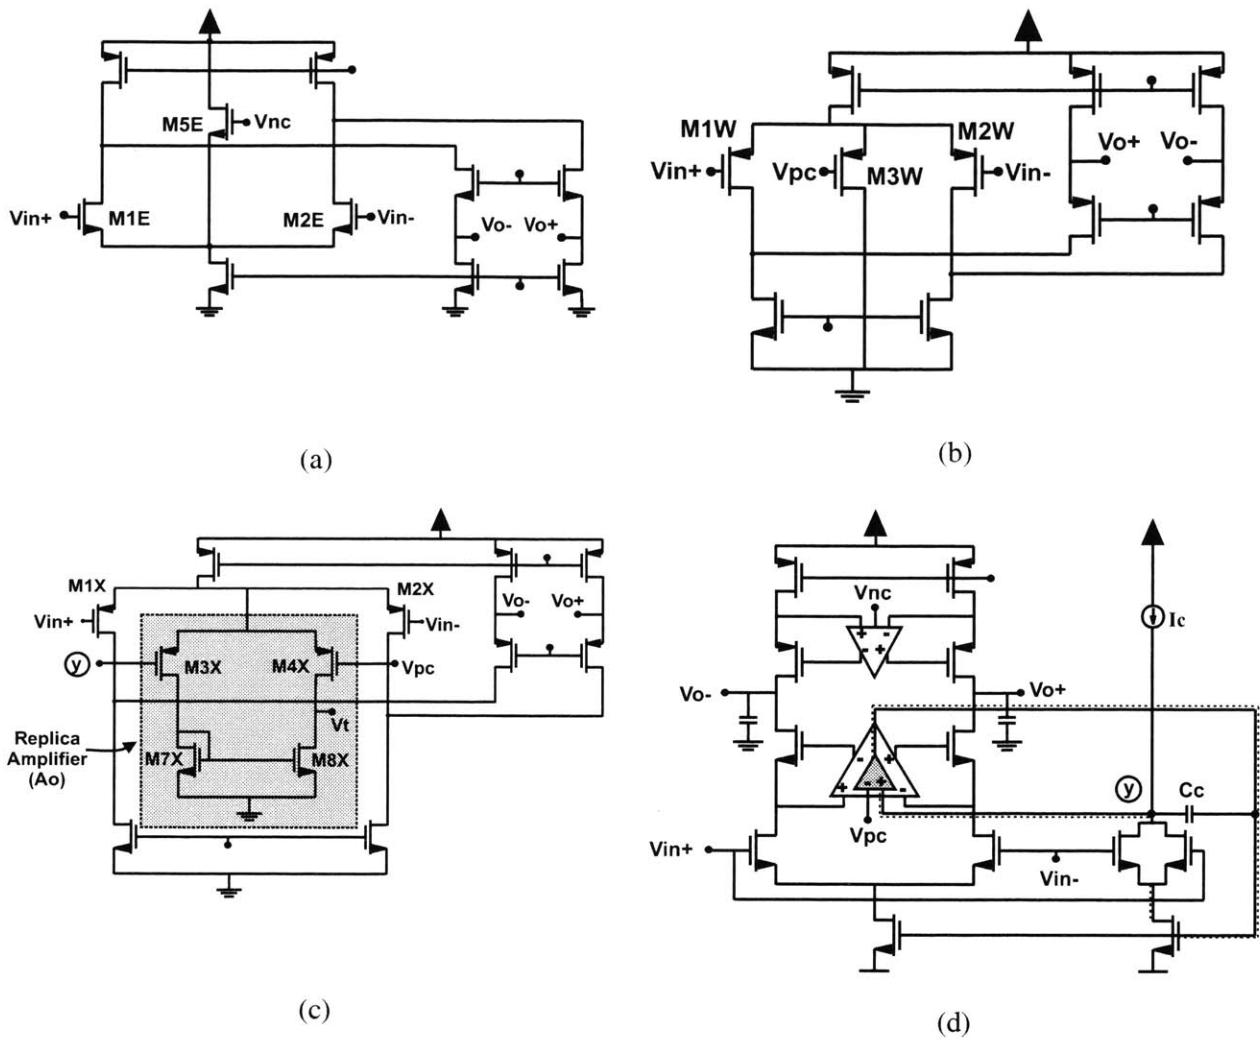 M5E
Vnc
Vin+
M1E
M2E
Vin-
Vo-
Vo+
(a)
M1W
M2W
Vin+
Vpc
M3W
Vin-
Vo+
Vo-
(b)
M1X
M2X
Vin+
Vin-
Vo-
Vo+
y
M3X
M4X
Vpc
Vt
Replica
Amplifier
(Ao)
M7X
M8X
(c)
Vnc
+ - - +
Ic
Vo-
Vo+
- +
+ - + -
y
Cc
Vpc
Vin+
Vin-
(d)